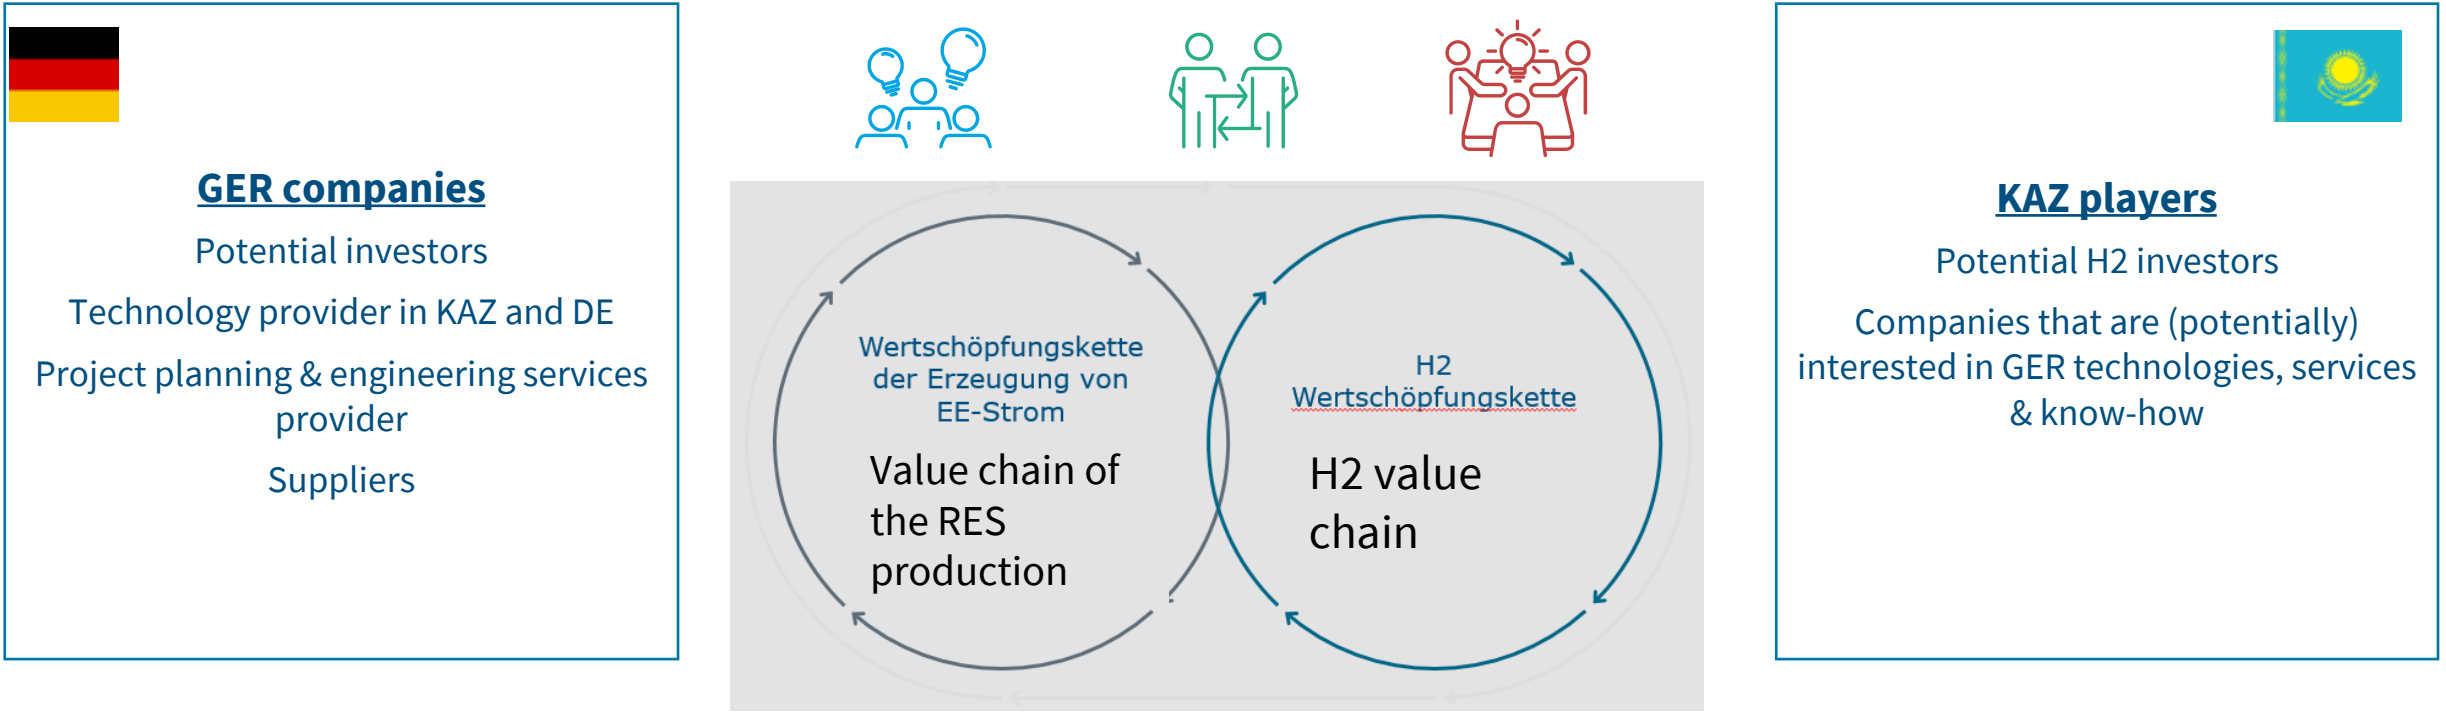 GER companies
Potential investors
Technology provider in KAZ and DE
Project planning & engineering services
provider
Suppliers
Wertschöpfungskette
der Erzeugung von
EE-Strom
Value chain of
the RES
production
H2
Wertschöpfungskette
H2 value
chain
KAZ players
Potential H2 investors
Companies that are (potentially)
interested in GER technologies, services
& know-how